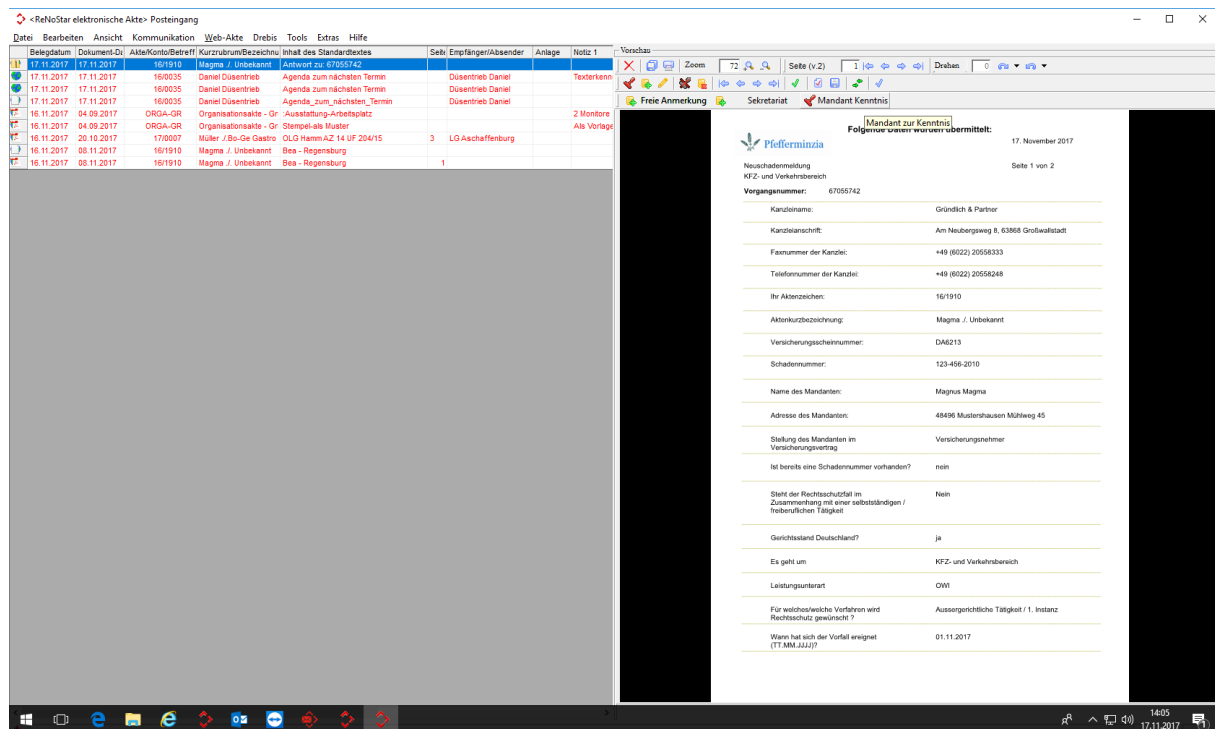 <ReNoStar elektronische Akte> Posteingang
Datei Bearbeiten Ansicht Kommunikation Web-Akte Drebis Tools Extras Hilfe
Belegdatum Dokument-Da Akte/Konto/Betreff Kurzrubrum/Bezeichnu Inhalt des Standardtextes Seite Empfänger/Absender Anlage Notiz 1
17.11.2017 17.11.2017 16/1910 Magma ./. Unbekannt Antwort zu: 67055742
17.11.2017 17.11.2017 16/0035 Daniel Düsentrieb Agenda zum nächsten Termin Düsentrieb Daniel Texterkenn
17.11.2017 17.11.2017 16/0035 Daniel Düsentrieb Agenda zum nächsten Termin Düsentrieb Daniel
17.11.2017 17.11.2017 16/0035 Daniel Düsentrieb Agenda_zum_nächsten_Termin Düsentrieb Daniel
16.11.2017 04.09.2017 ORGA-GR Organisationsakte - Gr :Ausstattung-Arbeitsplatz 2 Monitore
16.11.2017 04.09.2017 ORGA-GR Organisationsakte - Gr Stempel-als Muster Als Vorlage
16.11.2017 20.10.2017 17/0007 Müller ./.Bo-Ge Gastro OLG Hamm AZ 14 UF 204/15 3 LG Aschaffenburg
16.11.2017 08.11.2017 16/1910 Magma ./. Unbekannt Bea - Regensburg
16.11.2017 08.11.2017 16/1910 Magma ./. Unbekannt Bea - Regensburg 1
Vorschau
Zoom 72 Seite (v.2) 1 Drehen 0
Freie Anmerkung Sekretariat Mandant Kenntnis
Mandant zur Kenntnis
Folgende Daten wurden übermittelt:
Pfefferminzia
17. November 2017
Neuschadenmeldung
KFZ- und Verkehrsbereich
Seite 1 von 2
Vorgangsnummer: 67055742
Kanzleiname: Gründlich & Partner
Kanzleianschrift: Am Neubergsweg 8, 63868 Großwallstadt
Faxnummer der Kanzlei: +49 (6022) 20558333
Telefonnummer der Kanzlei: +49 (6022) 20558248
Ihr Aktenzeichen: 16/1910
Aktenkurzbezeichnung: Magma ./. Unbekannt
Versicherungsscheinnummer: DA6213
Schadennummer: 123-456-2010
Name des Mandanten: Magnus Magma
Adresse des Mandanten: 48496 Mustershausen Mühlweg 45
Stellung des Mandanten im
Versicherungsvertrag
Versicherungsnehmer
Ist bereits eine Schadennummer vorhanden? nein
Steht der Rechtsschutzfall im
Zusammenhang mit einer selbstständigen /
freiberuflichen Tätigkeit
Nein
Gerichtsstand Deutschland? ja
Es geht um KFZ- und Verkehrsbereich
Leistungsunterart OWI
Für welches/welche Verfahren wird
Rechtsschutz gewünscht ?
Aussergerichtliche Tätigkeit / 1. Instanz
Wann hat sich der Vorfall ereignet
(TT.MM.JJJJ)?
01.11.2017
14:05
17.11.2017